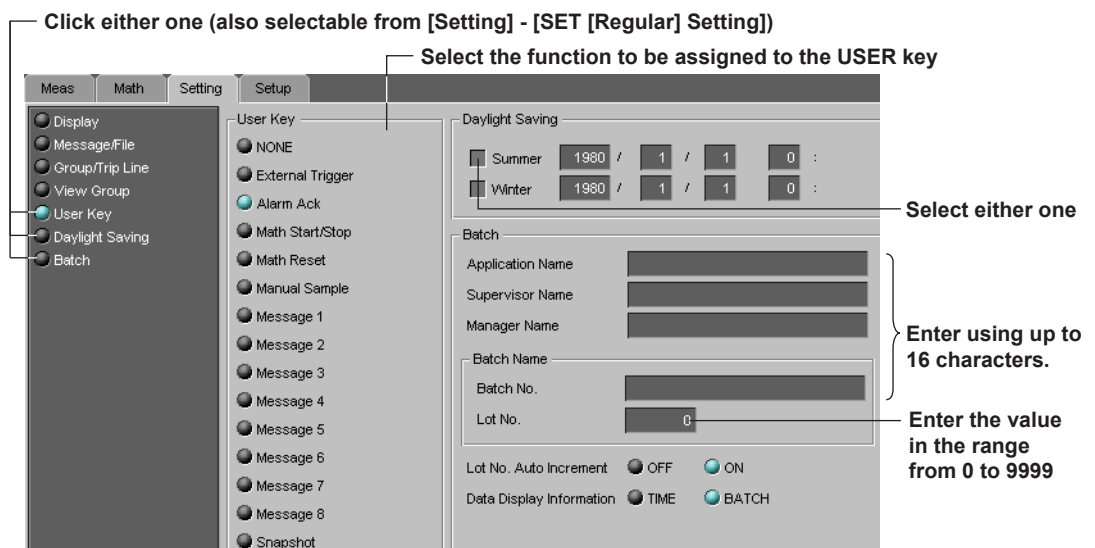 Click either one (also selectable from [Setting] - [SET [Regular] Setting])
Select the function to be assigned to the USER key
Meas Math Setting Setup
Display
Message/File
Group/Trip Line
View Group
User Key
Daylight Saving
Batch
User Key
NONE
External Trigger
Alarm Ack
Math Start/Stop
Math Reset
Manual Sample
Message 1
Message 2
Message 3
Message 4
Message 5
Message 6
Message 7
Message 8
Snapshot
Daylight Saving
Summer 1980 / 1 / 1 0 :
Winter 1980 / 1 / 1 0 :
Select either one
Batch
Application Name
Supervisor Name
Manager Name
Batch Name
Batch No.
Lot No. 0
Enter using up to
16 characters.
Enter the value
in the range
from 0 to 9999
Lot No. Auto Increment OFF ON
Data Display Information TIME BATCH